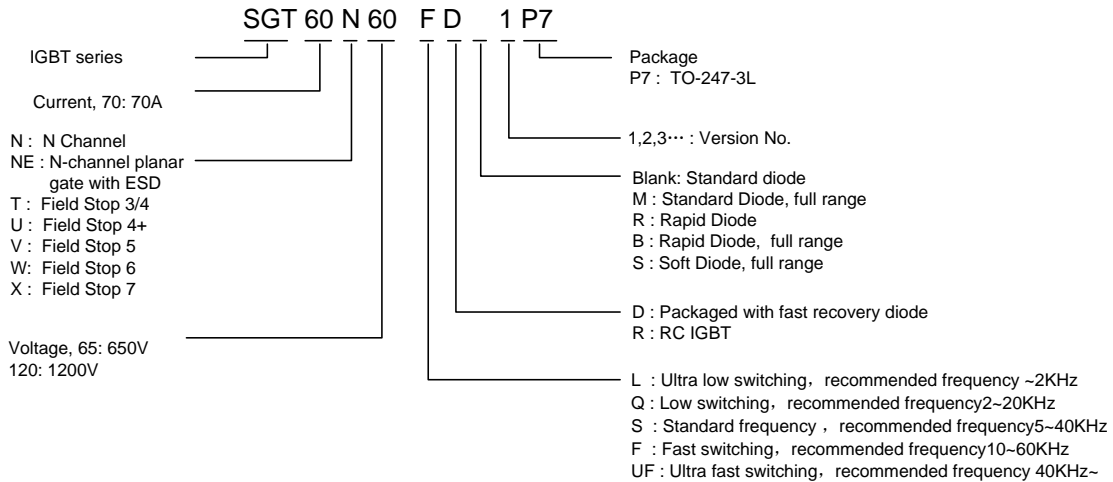 SGT 60 N 60 F D 1 P7
IGBT series
Current, 70: 70A
N : N Channel
NE : N-channel planar
gate with ESD
T : Field Stop 3/4
U : Field Stop 4+
V : Field Stop 5
W: Field Stop 6
X : Field Stop 7
Voltage, 65: 650V
120: 1200V
Package
P7 : TO-247-3L
1,2,3··· : Version No.
Blank: Standard diode
M : Standard Diode, full range
R : Rapid Diode
B : Rapid Diode, full range
S : Soft Diode, full range
D : Packaged with fast recovery diode
R : RC IGBT
L : Ultra low switching，recommended frequency ~2KHz
Q : Low switching，recommended frequency2~20KHz
S : Standard frequency ，recommended frequency5~40KHz
F : Fast switching，recommended frequency10~60KHz
UF : Ultra fast switching，recommended frequency 40KHz~